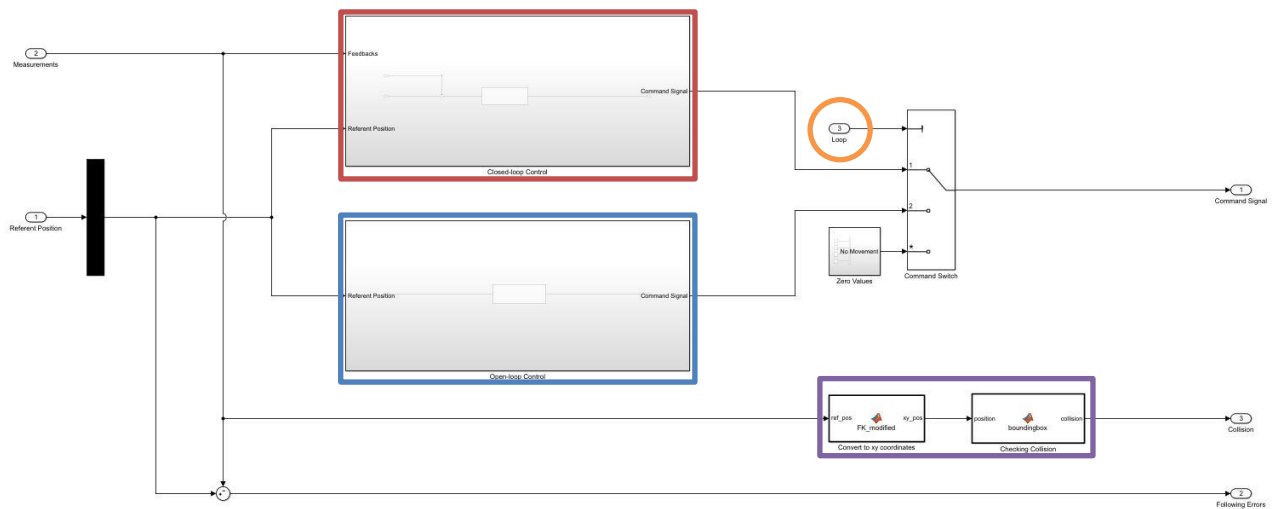 2
Measurements
Feedbacks
Referent Position
Command Signal
Closed-loop Control
3
Loop
1
2
*
Command Switch
No Movement
Zero Values
1
Command Signal
1
Referent Position
Referent Position
Command Signal
Open-loop Control
ref_pos
xy_pos
FK_modified
Convert to xy coordinates
position
collision
boundingbox
Checking Collision
3
Collision
+
-
2
Following Errors